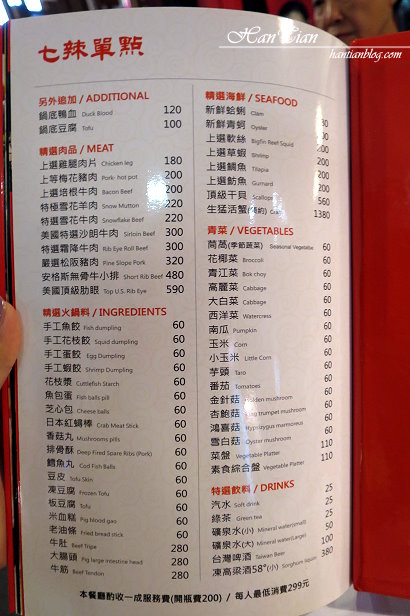 Han Tian
hantianblog.com
七辣單點
另外追加 / ADDITIONAL
鍋底鴨血 Duck Blood 120
鍋底豆腐 Tofu 100
精選肉品 / MEAT
上選雞腿肉片 Chicken leg 180
上等梅花豬肉 Pork- hot pot 200
上選培根牛肉 Bacon Beef 200
特極雪花羊肉 Snow Mutton 220
特選雪花牛肉 Snowflake Beef 220
美國特選沙朗牛肉 Sirloin Beef 300
特選霜降牛肉 Rib Eye Roll Beef 300
嚴選松阪豬肉 Pine Slope Pork 320
安格斯無骨牛小排 Short Rib Beef 480
美國頂級肋眼 Top U.S. Rib Eye 590
精選火鍋料 / INGREDIENTS
手工魚餃 Fish dumpling 60
手工花枝餃 Squid dumpling 60
手工蛋餃 Egg Dumpling 60
手工蝦餃 Shrimp Dumpling 60
花枝漿 Cuttlefish Starch 60
魚包蛋 Fish balls pill 60
芝心包 Cheese balls 60
日本紅蟳棒 Grab Meat Stick 60
香菇丸 Mushrooms pills 60
排骨酥 Deep Fired Spare Ribs (Pork) 60
鱈魚丸 Cod Fish Balls 60
豆皮 Tofu Skin 60
凍豆腐 Frozen Tofu 60
板豆腐 Tofu 60
米血糕 Pig blood gao 60
老油條 Fried bread stick 60
牛肚 Beef Tripe 280
大腸頭 Pig large intestine head 280
牛筋 Beef Tendon 280
精選海鮮 / SEAFOOD
新鮮蛤蜊 Clam
新鮮青蚵 Oyster 100
上選軟絲 Bigfin Reef Squid 200
上選草蝦 Shrimp 200
上選鯛魚 Tilapia 200
上選魴魚 Gurnard 200
頂級干貝 Scallops 560
生猛活蟹(預約) 1380
青菜 / VEGETABLES
茼萵(季節蔬菜) Seasonal Vegetable 60
花椰菜 Broccoli 60
青江菜 Bok choy 60
高麗菜 Cabbage 60
大白菜 Cabbage 60
西洋菜 Watercress 60
南瓜 Pumpkin 60
玉米 Corn 60
小玉米 Little Corn 60
芋頭 Taro 60
番茄 Tomatoes 60
金針菇 Golden mushroom 60
杏鮑菇 King trumpet mushroom 60
鴻喜菇 Hypsizygus marmoreus 60
雪白菇 Oyster mushroom 60
菜盤 Vegetable Platter 110
素食綜合盤 Vegetable Platter 110
特選飲料 / DRINKS
汽水 Soft drink 25
綠茶 Green tea 25
礦泉水(小) Mineral water(small) 50
礦泉水(大) Mineral water(Large) 100
台灣啤酒 Taiwan Beer 380
凍高梁酒58°(小) Sorghum liquor
本餐廳酌收一成服務費(開瓶費200) / 每人最低消費299元